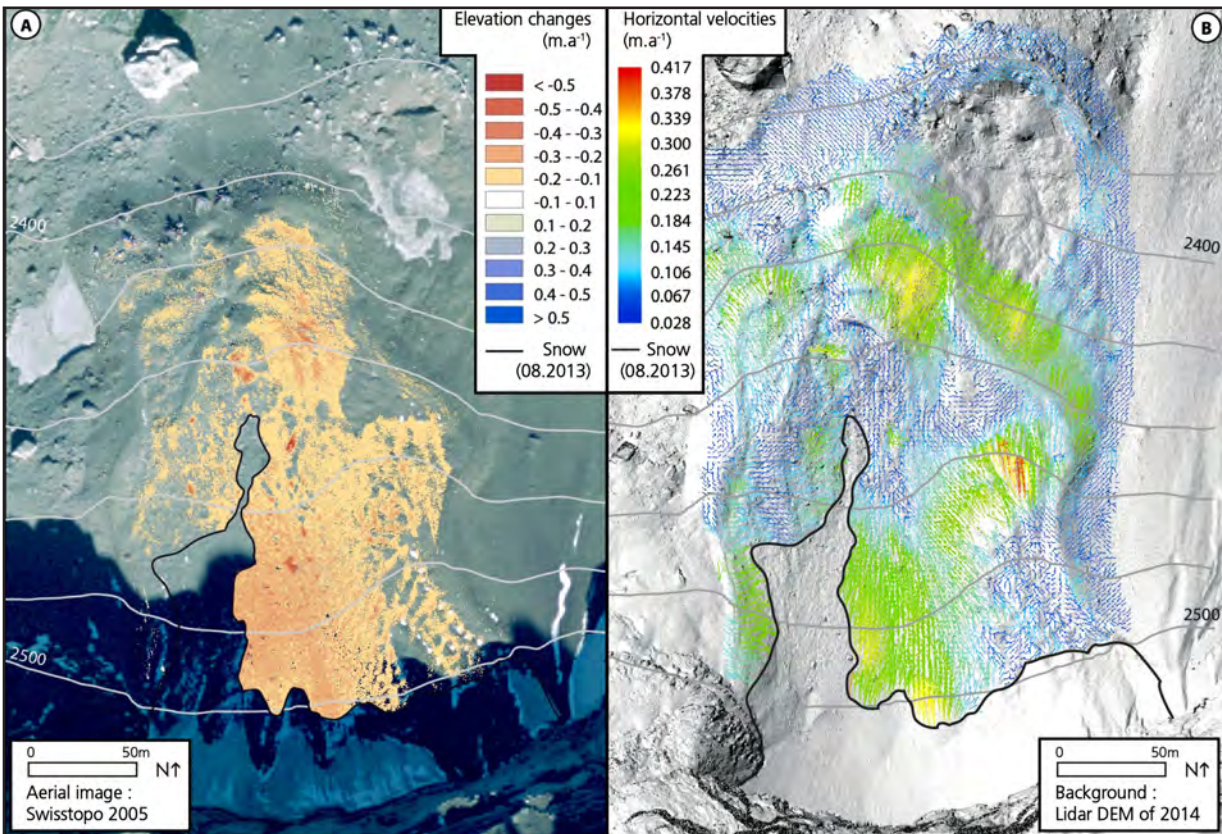 A
Elevation changes
(m.a⁻¹)
< -0.5
-0.5 - -0.4
-0.4 - -0.3
-0.3 - -0.2
-0.2 - -0.1
-0.1 - 0.1
0.1 - 0.2
0.2 - 0.3
0.3 - 0.4
0.4 - 0.5
> 0.5
Snow
(08.2013)
Horizontal velocities
(m.a⁻¹)
0.417
0.378
0.339
0.300
0.261
0.223
0.184
0.145
0.106
0.067
0.028
Snow
(08.2013)
B
2400
2500
2400
2500
0 50m
N↑
Aerial image :
Swisstopo 2005
0 50m
N↑
Background :
Lidar DEM of 2014